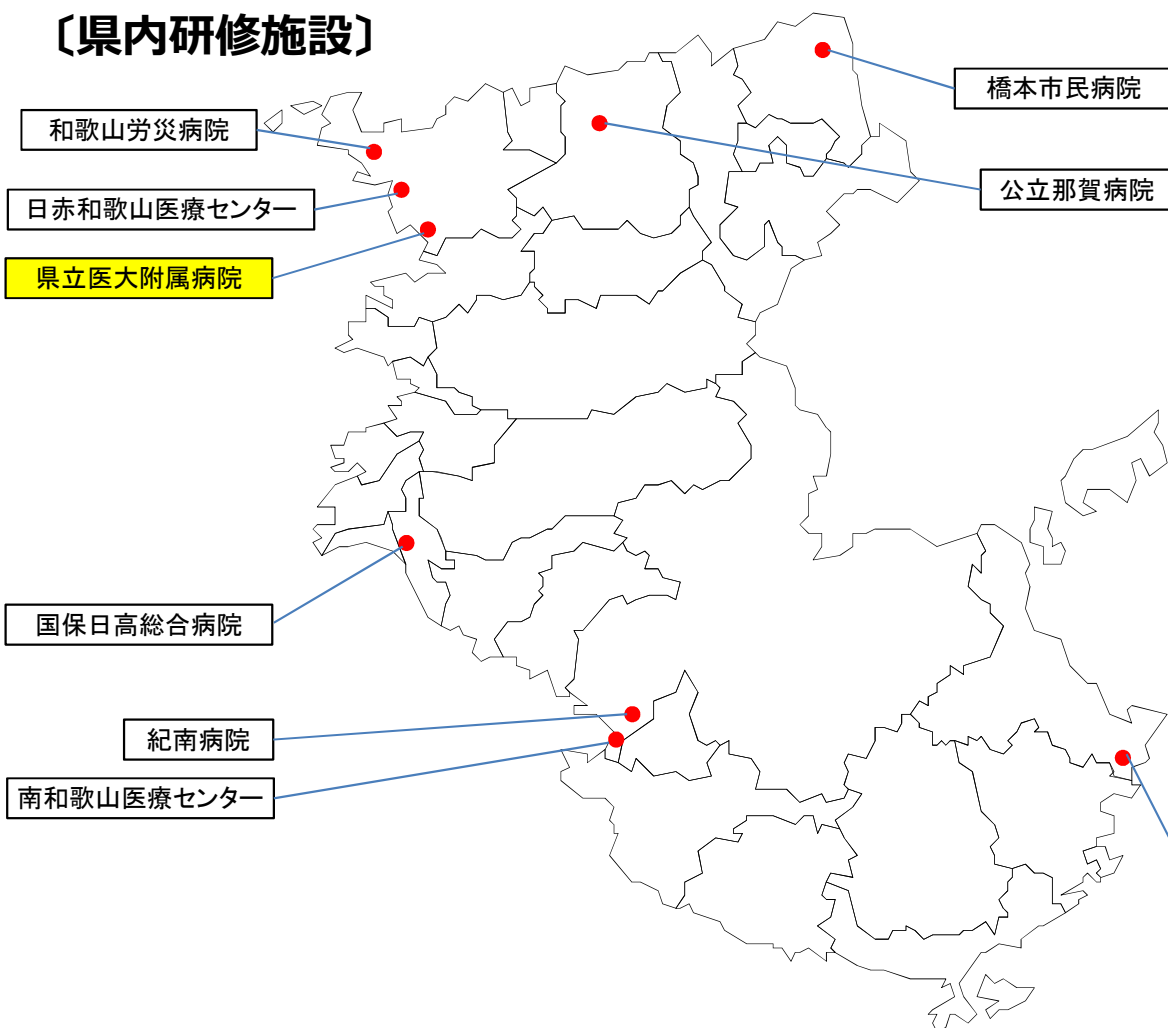 〔県内研修施設〕
橋本市民病院
和歌山労災病院
公立那賀病院
日赤和歌山医療センター
県立医大附属病院
国保日高総合病院
紀南病院
南和歌山医療センター